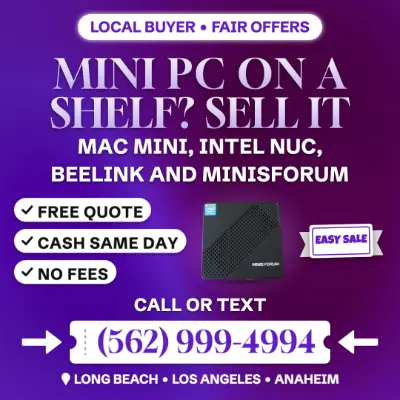 LOCAL BUYER • FAIR OFFERS
MINI PC ON A
SHELF? SELL IT
MAC MINI, INTEL NUC,
BEELINK AND MINISFORUM
FREE QUOTE
CASH SAME DAY
NO FEES
MINISFORUM
EASY SALE
CALL OR TEXT
(562) 999-4994
LONG BEACH • LOS ANGELES • ANAHEIM